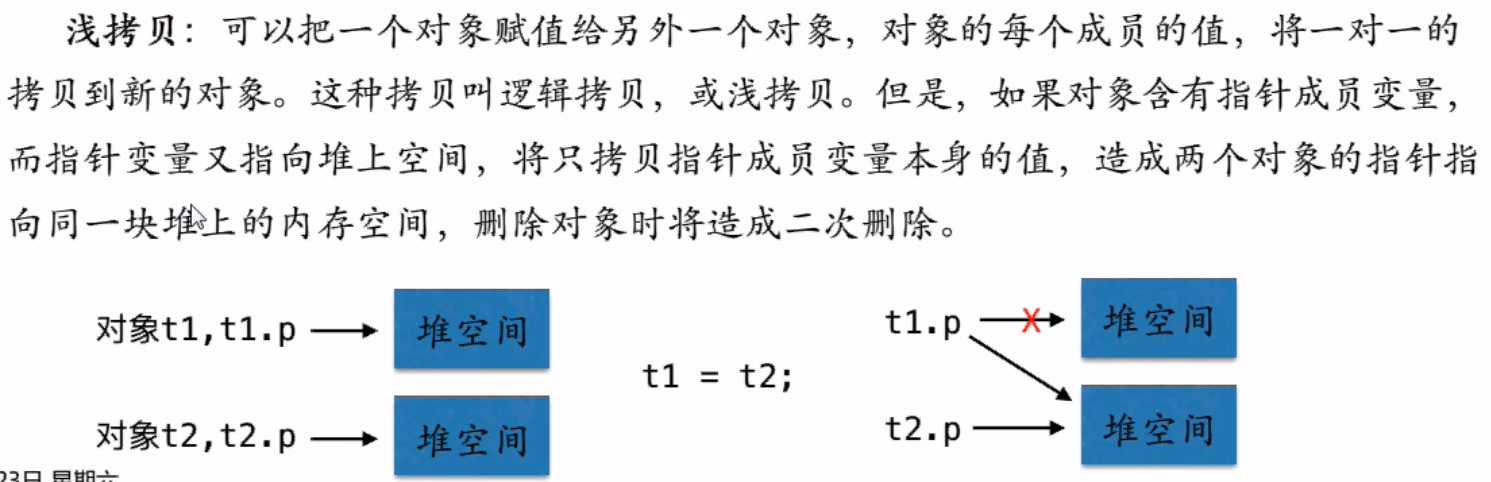 浅拷贝：可以把一个对象赋值给另外一个对象，对象的每个成员的值，将一对一的
拷贝到新的对象。这种拷贝叫逻辑拷贝，或浅拷贝。但是，如果对象含有指针成员变量，
而指针变量又指向堆上空间，将只拷贝指针成员变量本身的值，造成两个对象的指针指
向同一块堆上的内存空间，删除对象时将造成二次删除。
对象t1,t1.p
堆空间
对象t2,t2.p
堆空间
t1 = t2;
t1.p
X
堆空间
t2.p
堆空间
23日 星期六